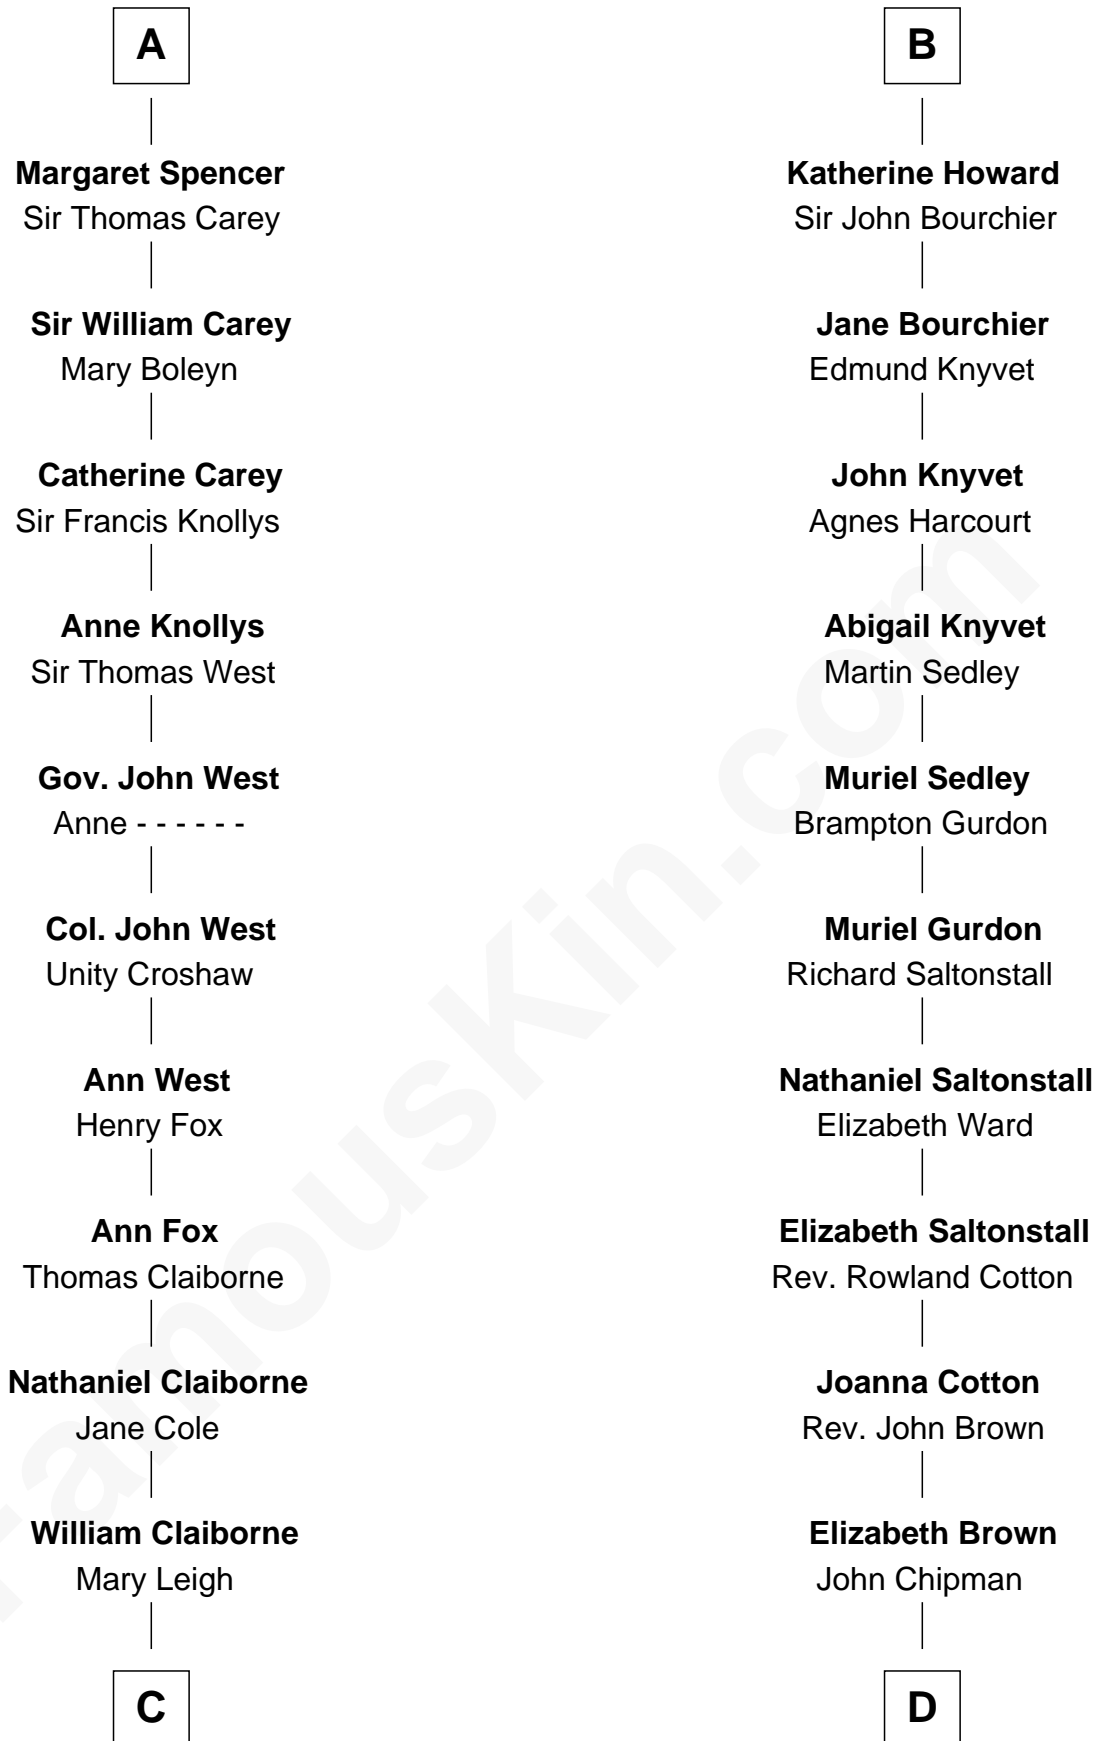 A
Margaret Spencer
Sir Thomas Carey
Sir William Carey
Mary Boleyn
Catherine Carey
Sir Francis Knollys
Anne Knollys
Sir Thomas West
Gov. John West
Anne - - - - - -
Col. John West
Unity Croshaw
Ann West
Henry Fox
Ann Fox
Thomas Claiborne
Nathaniel Claiborne
Jane Cole
William Claiborne
Mary Leigh
C
B
Katherine Howard
Sir John Bourchier
Jane Bourchier
Edmund Knyvet
John Knyvet
Agnes Harcourt
Abigail Knyvet
Martin Sedley
Muriel Sedley
Brampton Gurdon
Muriel Gurdon
Richard Saltonstall
Nathaniel Saltonstall
Elizabeth Ward
Elizabeth Saltonstall
Rev. Rowland Cotton
Joanna Cotton
Rev. John Brown
Elizabeth Brown
John Chipman
D
FamousKin.com